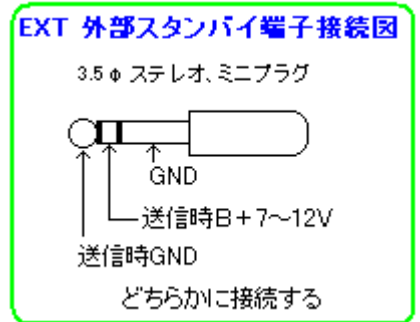 EXT 外部スタンバイ端子接続図
3.5φ ステレオ、ミニプラグ
GND
送信時B+7～12V
送信時GND
どちらかに接続する